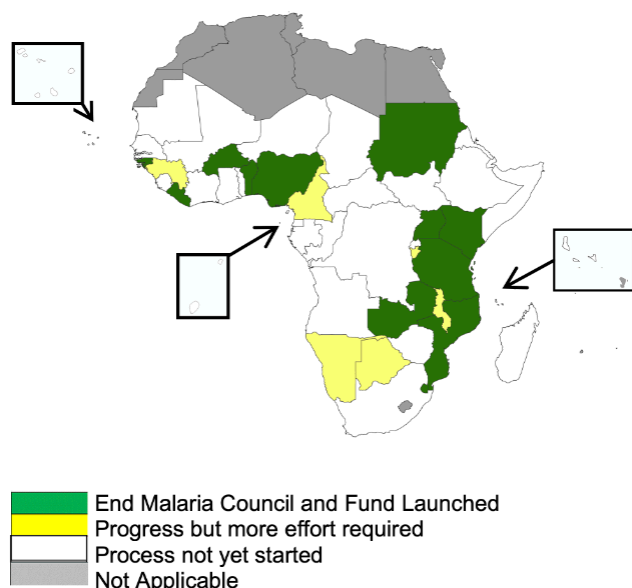 End Malaria Council and Fund Launched
Progress but more effort required
Process not yet started
Not Applicable